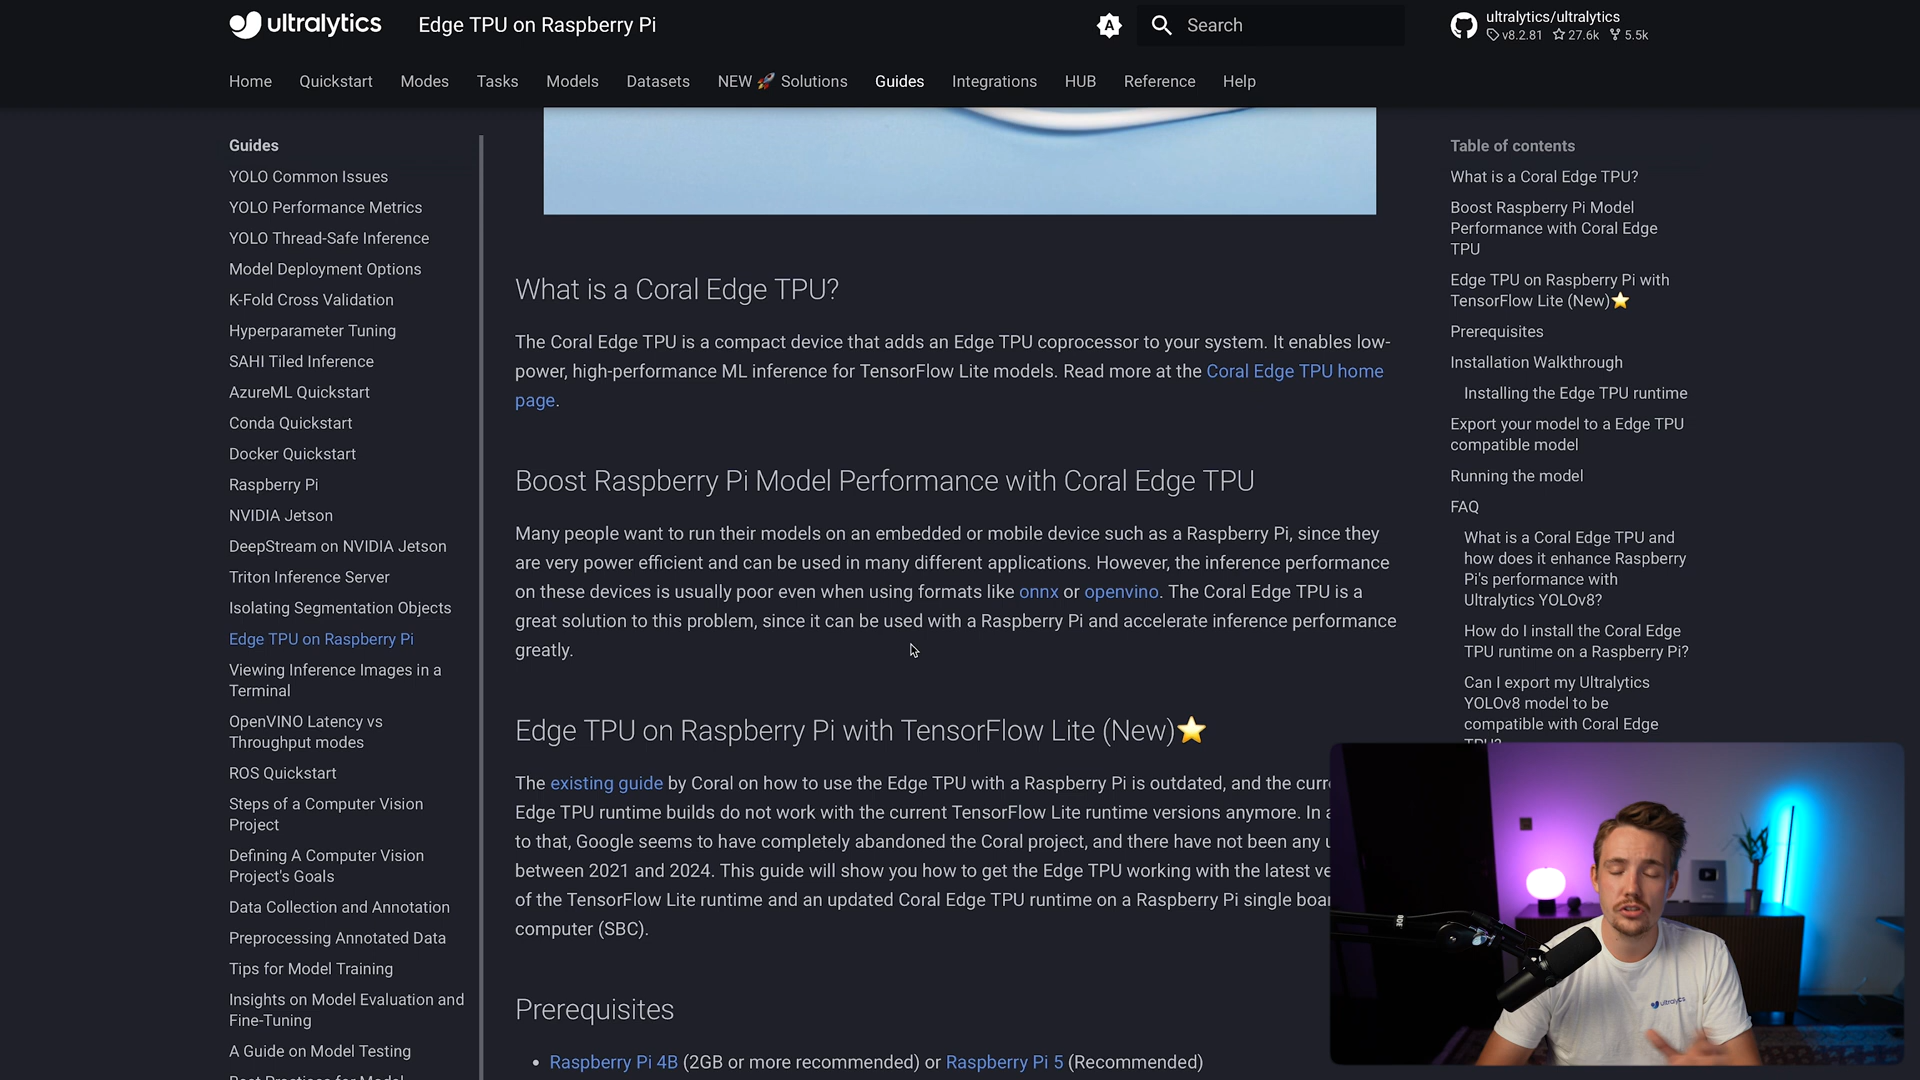 ultralytics
Edge TPU on Raspberry Pi
A
Search
ultralytics/ultralytics
v8.2.81 27.6k 5.5k
Home Quickstart Modes Tasks Models Datasets NEW 🚀 Solutions Guides Integrations HUB Reference Help
Guides
YOLO Common Issues
YOLO Performance Metrics
YOLO Thread-Safe Inference
Model Deployment Options
K-Fold Cross Validation
Hyperparameter Tuning
SAHI Tiled Inference
AzureML Quickstart
Conda Quickstart
Docker Quickstart
Raspberry Pi
NVIDIA Jetson
DeepStream on NVIDIA Jetson
Triton Inference Server
Isolating Segmentation Objects
Edge TPU on Raspberry Pi
Viewing Inference Images in a
Terminal
OpenVINO Latency vs
Throughput modes
ROS Quickstart
Steps of a Computer Vision
Project
Defining A Computer Vision
Project's Goals
Data Collection and Annotation
Preprocessing Annotated Data
Tips for Model Training
Insights on Model Evaluation and
Fine-Tuning
A Guide on Model Testing
What is a Coral Edge TPU?
The Coral Edge TPU is a compact device that adds an Edge TPU coprocessor to your system. It enables low-
power, high-performance ML inference for TensorFlow Lite models. Read more at the Coral Edge TPU home
page.
Boost Raspberry Pi Model Performance with Coral Edge TPU
Many people want to run their models on an embedded or mobile device such as a Raspberry Pi, since they
are very power efficient and can be used in many different applications. However, the inference performance
on these devices is usually poor even when using formats like onnx or openvino. The Coral Edge TPU is a
great solution to this problem, since it can be used with a Raspberry Pi and accelerate inference performance
greatly.
Edge TPU on Raspberry Pi with TensorFlow Lite (New)⭐
The existing guide by Coral on how to use the Edge TPU with a Raspberry Pi is outdated, and the curr
Edge TPU runtime builds do not work with the current TensorFlow Lite runtime versions anymore. In a
to that, Google seems to have completely abandoned the Coral project, and there have not been any u
between 2021 and 2024. This guide will show you how to get the Edge TPU working with the latest ve
of the TensorFlow Lite runtime and an updated Coral Edge TPU runtime on a Raspberry Pi single boar
computer (SBC).
Prerequisites
• Raspberry Pi 4B (2GB or more recommended) or Raspberry Pi 5 (Recommended)
Table of contents
What is a Coral Edge TPU?
Boost Raspberry Pi Model
Performance with Coral Edge
TPU
Edge TPU on Raspberry Pi with
TensorFlow Lite (New)⭐
Prerequisites
Installation Walkthrough
Installing the Edge TPU runtime
Export your model to a Edge TPU
compatible model
Running the model
FAQ
What is a Coral Edge TPU and
how does it enhance Raspberry
Pi's performance with
Ultralytics YOLOv8?
How do I install the Coral Edge
TPU runtime on a Raspberry Pi?
Can I export my Ultralytics
YOLOv8 model to be
compatible with Coral Edge
TPU?
ultralytics